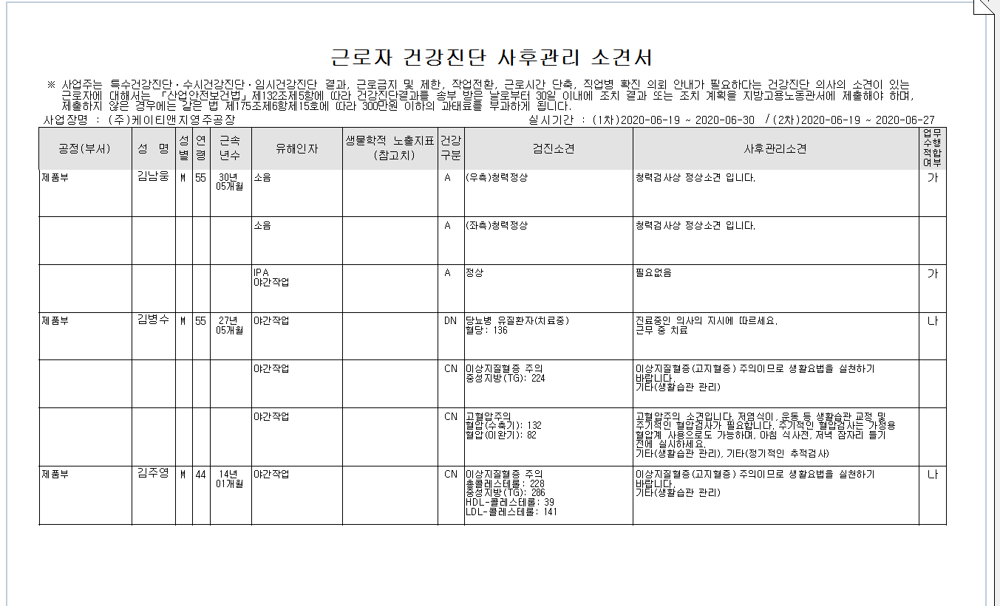 근로자 건강진단 사후관리 소견서
※ 사업주는 특수건강진단·수시건강진단·임시건강진단 결과, 근로금지 및 제한, 작업전환, 근로시간 단축, 직업병 확진 의뢰 안내가 필요하다는 건강진단 의사의 소견이 있는
근로자에 대해서는 「산업안전보건법」제132조제5항에 따라 건강진단결과를 송부 받은 날로부터 30일 이내에 조치 결과 또는 조치 계획을 지방고용노동관서에 제출해야 하며,
제출하지 않은 경우에는 같은 법 제175조제6항제15호에 따라 300만원 이하의 과태료를 부과하게 됩니다.
사업장명 : (주)케이티앤지영주공장 실시기간 : (1차)2020-06-19 ~ 2020-06-30 /(2차)2020-06-19 ~ 2020-06-27
공정(부서) 성 명 성별 연령 근속년수 유해인자 생물학적 노출지표(참고치) 건강구분 검진소견 사후관리소견 업무수행적합여부
제품부 김남웅 M 55 30년 소음 A (우측)청력정상 청력검사상 정상소견 입니다. 가
05개월
소음 A (좌측)청력정상 청력검사상 정상소견 입니다.
IPA A 정상 필요없음 가
야간작업
제품부 김병수 M 55 27년 야간작업 DN 당뇨병 유질환자(치료중) 진료중인 의사의 지시에 따르세요. 나
05개월 혈당: 136 근무 중 치료
야간작업 CN 이상지질혈증 주의 이상지질혈증(고지혈증) 주의이므로 생활요법을 실천하기
중성지방(TG): 224 바랍니다.
기타(생활습관 관리)
야간작업 CN 고혈압주의 고혈압주의 소견입니다. 저염식이, 운동 등 생활습관 교정 및
혈압(수축기): 132 주기적인 혈압검사가 필요합니다. 주기적인 혈압검사는 가정용
혈압(이완기): 82 혈압계 사용으로도 가능하며, 아침 식사전, 저녁 잠자리 들기
전에 실시하세요.
기타(생활습관 관리), 기타(정기적인 추적검사)
제품부 김주영 M 44 14년 야간작업 CN 이상지질혈증 주의 이상지질혈증(고지혈증) 주의이므로 생활요법을 실천하기 나
01개월 총콜레스테롤: 228 바랍니다.
중성지방(TG): 286 기타(생활습관 관리)
HDL-콜레스테롤: 39
LDL-콜레스테롤: 141